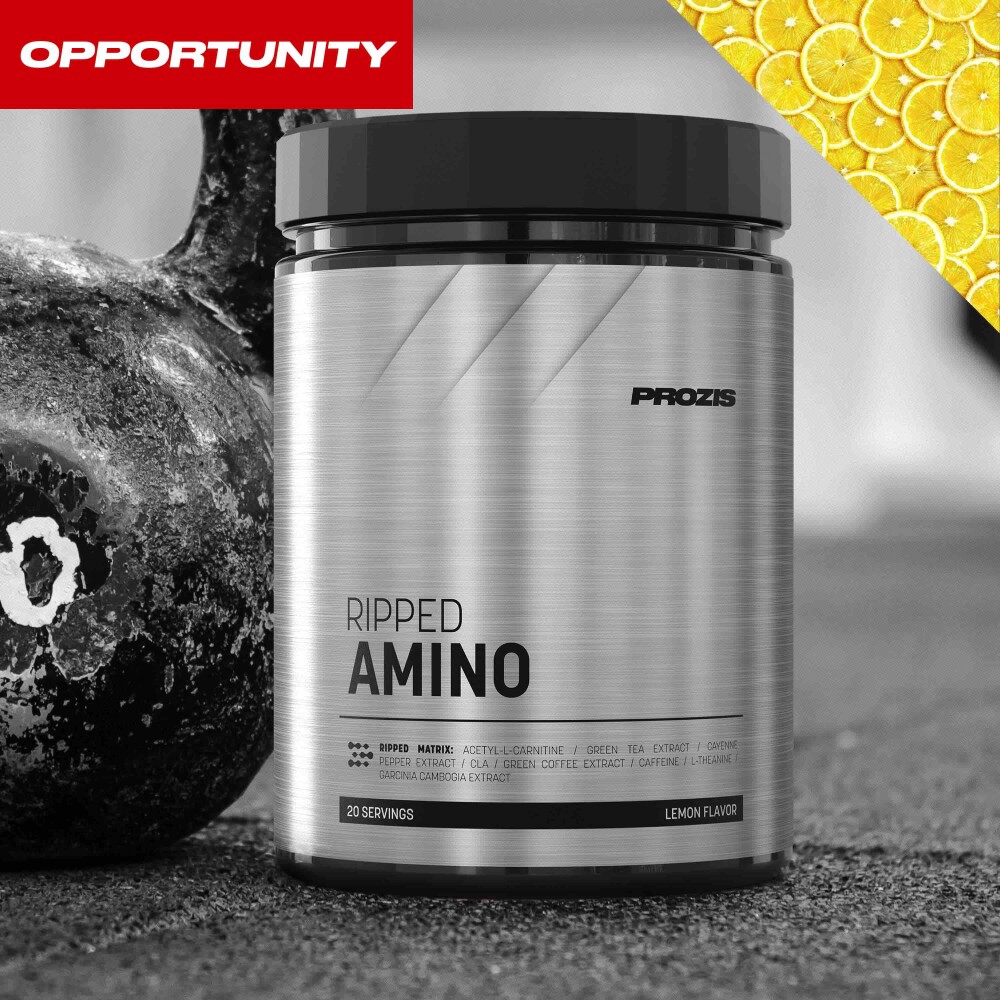 OPPORTUNITY
PROZIS
RIPPED
AMINO
RIPPED MATRIX: ACETYL-L-CARNITINE / GREEN TEA EXTRACT / CAYENNE
PEPPER EXTRACT / CLA / GREEN COFFEE EXTRACT / CAFFEINE / L-THEANINE /
GARCINIA CAMBOGIA EXTRACT
20 SERVINGS LEMON FLAVOR